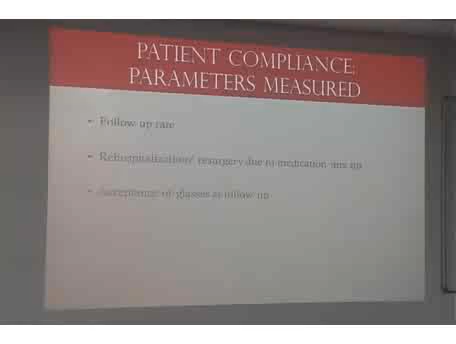 PATIENT COMPLIANCE:
PARAMETERS MEASURED
- Follow up rate
- Rehospitalization/ resurgery due to medication mix up
- Acceptance of glasses at follow up